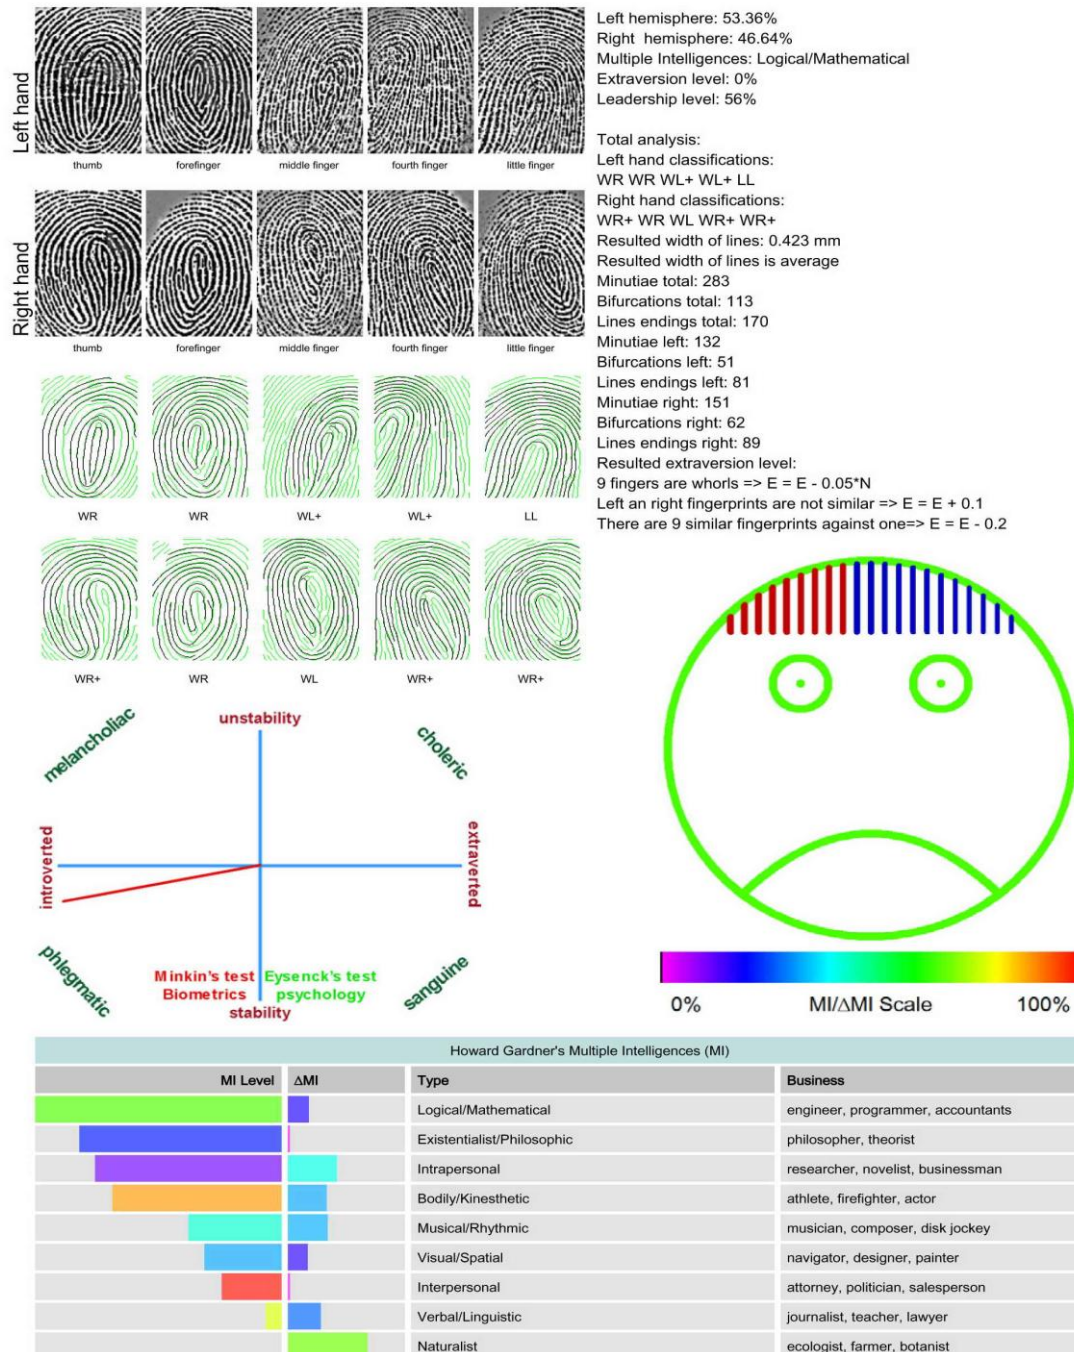 Left hand
thumb
forefinger
middle finger
fourth finger
little finger
Right hand
thumb
forefinger
middle finger
fourth finger
little finger
WR
WR
WL+
WL+
LL
WR+
WR
WL
WR+
WR+
Left hemisphere: 53.36%
Right hemisphere: 46.64%
Multiple Intelligences: Logical/Mathematical
Extraversion level: 0%
Leadership level: 56%
Total analysis:
Left hand classifications:
WR WR WL+ WL+ LL
Right hand classifications:
WR+ WR WL WR+ WR+
Resulted width of lines: 0.423 mm
Resulted width of lines is average
Minutiae total: 283
Bifurcations total: 113
Lines endings total: 170
Minutiae left: 132
Bifurcations left: 51
Lines endings left: 81
Minutiae right: 151
Bifurcations right: 62
Lines endings right: 89
Resulted extraversion level:
9 fingers are whorls => E = E - 0.05*N
Left an right fingerprints are not similar => E = E + 0.1
There are 9 similar fingerprints against one=> E = E - 0.2
melancholiac
unstability
choleric
introverted
extraverted
phlegmatic
Minkin's test
Biometrics
Eysenck's test
psychology
stability
sanguine
0%
MI/ΔMI Scale
100%
Howard Gardner's Multiple Intelligences (MI)
MI Level ΔMI Type Business
Logical/Mathematical engineer, programmer, accountants
Existentialist/Philosophic philosopher, theorist
Intrapersonal researcher, novelist, businessman
Bodily/Kinesthetic athlete, firefighter, actor
Musical/Rhythmic musician, composer, disk jockey
Visual/Spatial navigator, designer, painter
Interpersonal attorney, politician, salesperson
Verbal/Linguistic journalist, teacher, lawyer
Naturalist ecologist, farmer, botanist